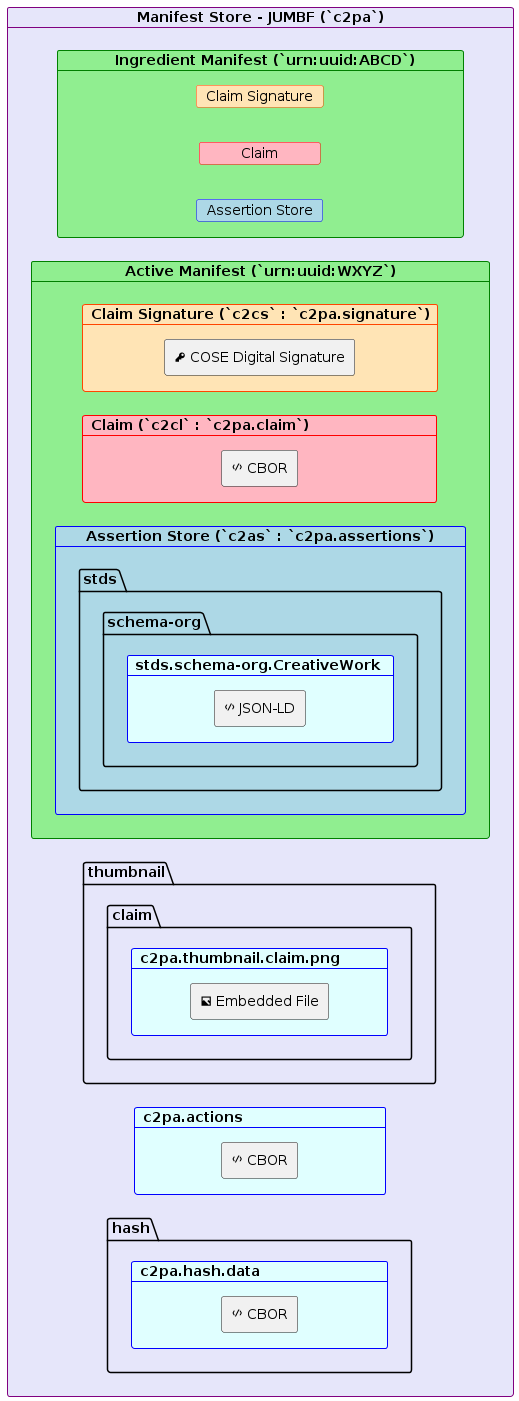 Manifest Store - JUMBF (`c2pa`)
Ingredient Manifest (`urn:uuid:ABCD`)
Claim Signature
Claim
Assertion Store
Active Manifest (`urn:uuid:WXYZ`)
Claim Signature (`c2cs` : `c2pa.signature`)
COSE Digital Signature
Claim (`c2cl` : `c2pa.claim`)
CBOR
Assertion Store (`c2as` : `c2pa.assertions`)
stds
schema-org
stds.schema-org.CreativeWork
JSON-LD
thumbnail
claim
c2pa.thumbnail.claim.png
Embedded File
c2pa.actions
CBOR
hash
c2pa.hash.data
CBOR